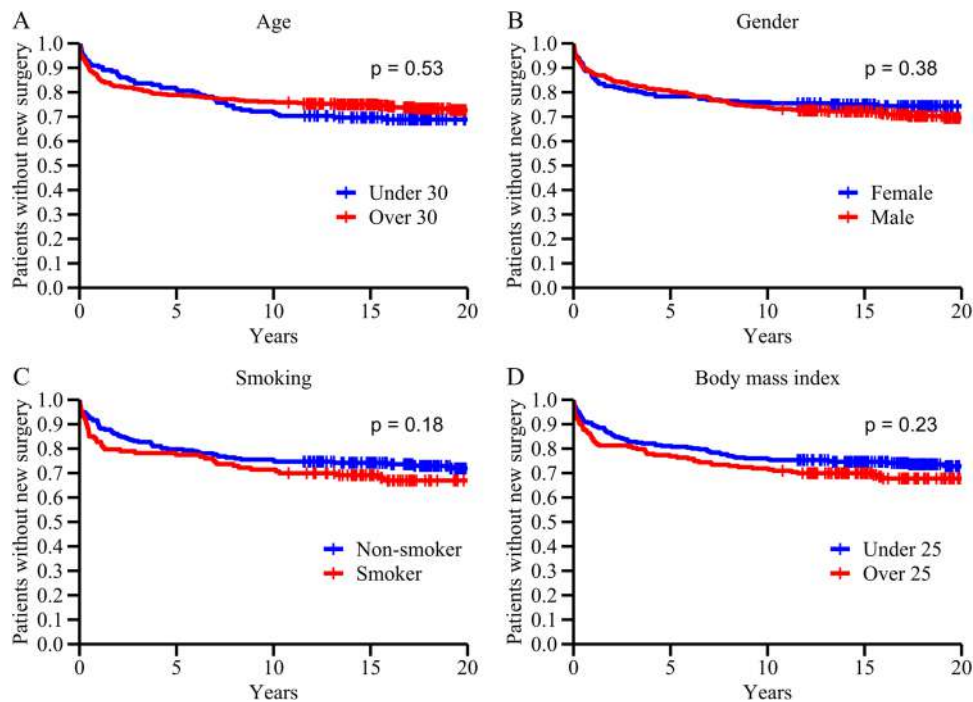 A
Age
Patients without new surgery
1.0
0.9
0.8
0.7
0.6
0.5
0.4
0.3
0.2
0.1
0.0
p = 0.53
Under 30
Over 30
0 5 10 15 20
Years
B
Gender
Patients without new surgery
1.0
0.9
0.8
0.7
0.6
0.5
0.4
0.3
0.2
0.1
0.0
p = 0.38
Female
Male
0 5 10 15 20
Years
C
Smoking
Patients without new surgery
1.0
0.9
0.8
0.7
0.6
0.5
0.4
0.3
0.2
0.1
0.0
p = 0.18
Non-smoker
Smoker
0 5 10 15 20
Years
D
Body mass index
Patients without new surgery
1.0
0.9
0.8
0.7
0.6
0.5
0.4
0.3
0.2
0.1
0.0
p = 0.23
Under 25
Over 25
0 5 10 15 20
Years